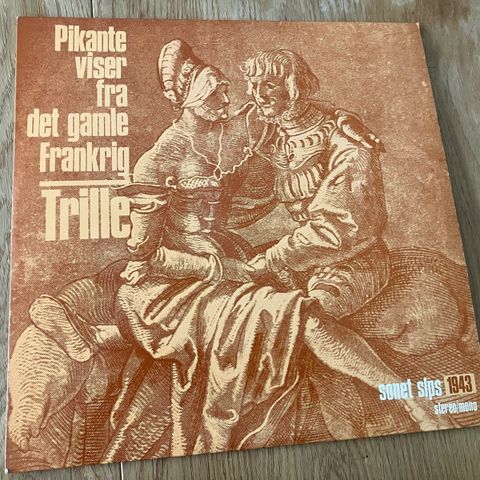 Pikante
viser
fra
det gamle
Frankrig
Trille
sonet slps 1943
stereo/mono